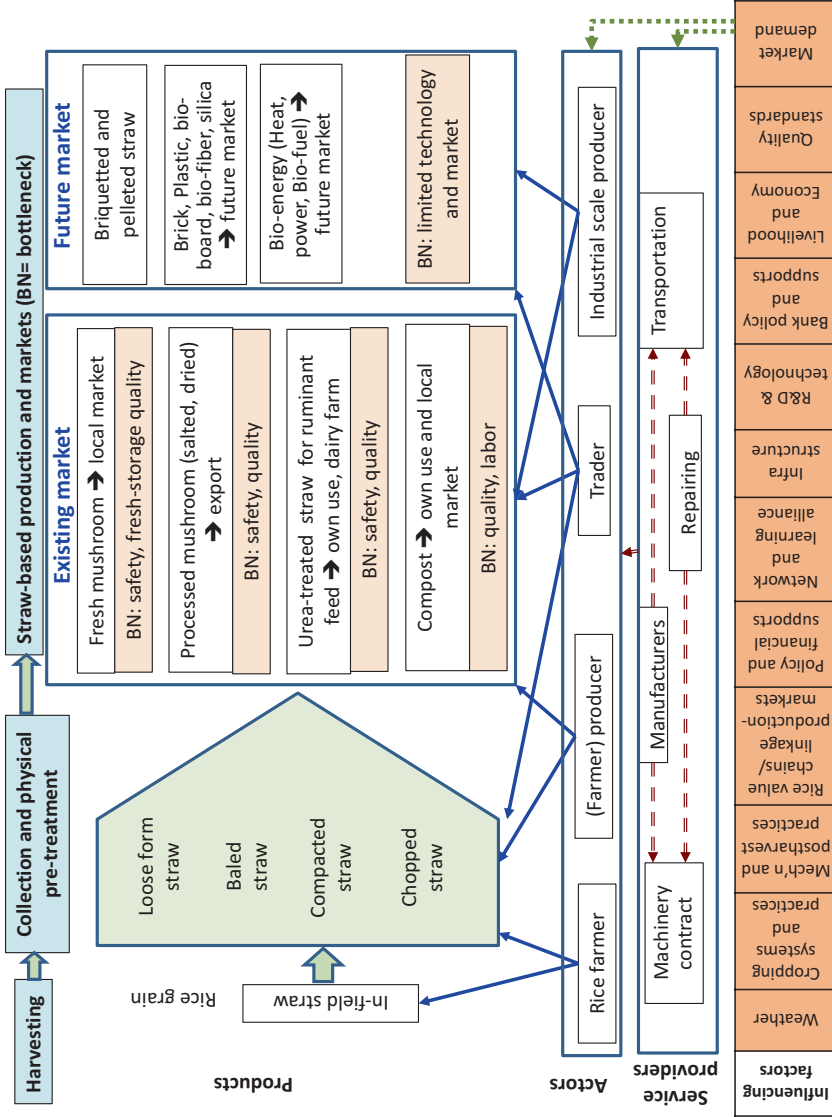 Harvesting
Collection and physical
pre-treatment
Straw-based production and markets (BN= bottleneck)
Products
Rice grain
In-field straw
Loose form
straw
Baled
straw
Compacted
straw
Chopped
straw
Existing market
Fresh mushroom ➔ local market
BN: safety, fresh-storage quality
Processed mushroom (salted, dried)
➔ export
BN: safety, quality
Urea-treated straw for ruminant
feed ➔ own use, dairy farm
BN: safety, quality
Compost ➔ own use and local
market
BN: quality, labor
Future market
Briquetted and
pelleted straw
Brick, Plastic, bio-
board, bio-fiber, silica
➔ future market
Bio-energy (Heat,
power, Bio-fuel) ➔
future market
BN: limited technology
and market
Actors
Rice farmer
(Farmer) producer
Trader
Industrial scale producer
Service
providers
Machinery
contract
Manufacturers
Repairing
Transportation
Influencing
factors
Weather
Cropping
systems
and
practices
Mech'n and
postharvest
practices
Rice value
chains/
linkage
production-
markets
Policy and
financial
supports
Network
and
learning
alliance
Infra
structure
R&D &
technology
Bank policy
and
supports
Livelihood
and
Economy
Quality
standards
Market
demand